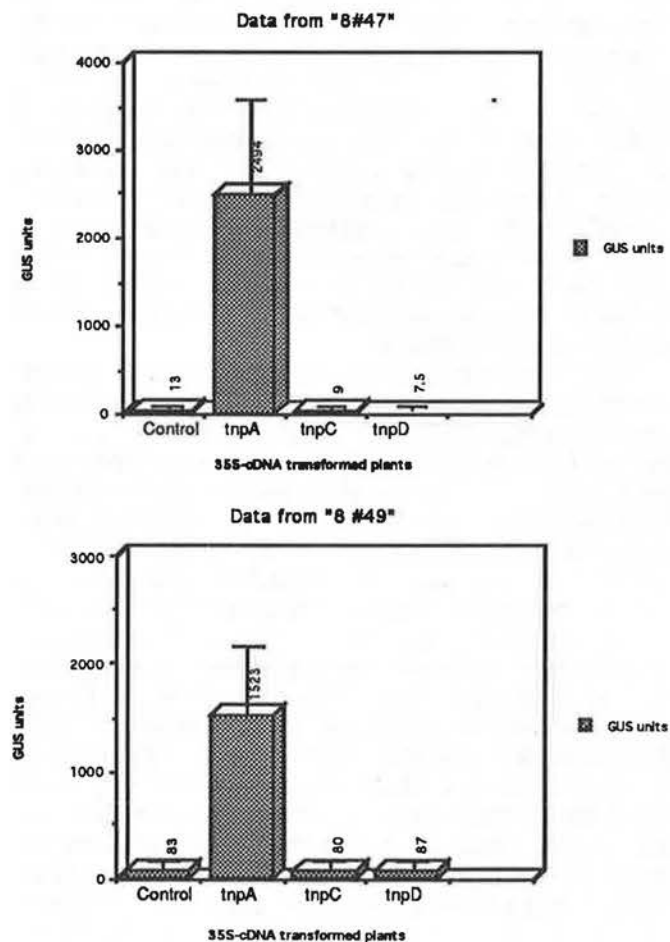 Data from "8#47"
4000
3000
2000
1000
0
GUS units
2494
13
9
7.5
Control tnpA tnpC tnpD
35S-cDNA transformed plants
GUS units
Data from "8 #49"
3000
2000
1000
0
GUS units
1523
83
80
87
Control tnpA tnpC tnpD
35S-cDNA transformed plants
GUS units